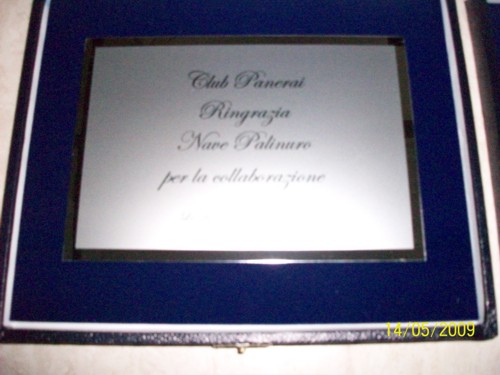 Club Panerai
Ringrazia
Nave Palinuro
per la collaborazione
14/05/2009